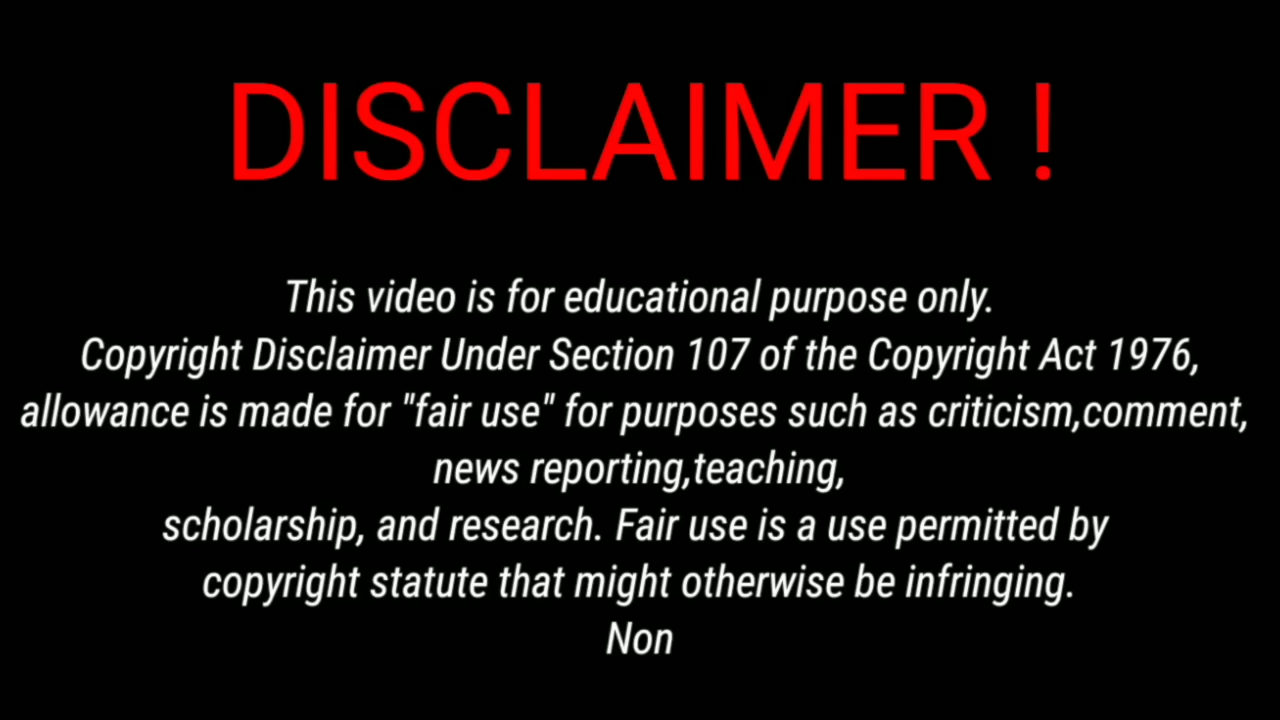 DISCLAIMER !
This video is for educational purpose only.
Copyright Disclaimer Under Section 107 of the Copyright Act 1976,
allowance is made for "fair use" for purposes such as criticism,comment,
news reporting,teaching,
scholarship, and research. Fair use is a use permitted by
copyright statute that might otherwise be infringing.
Non